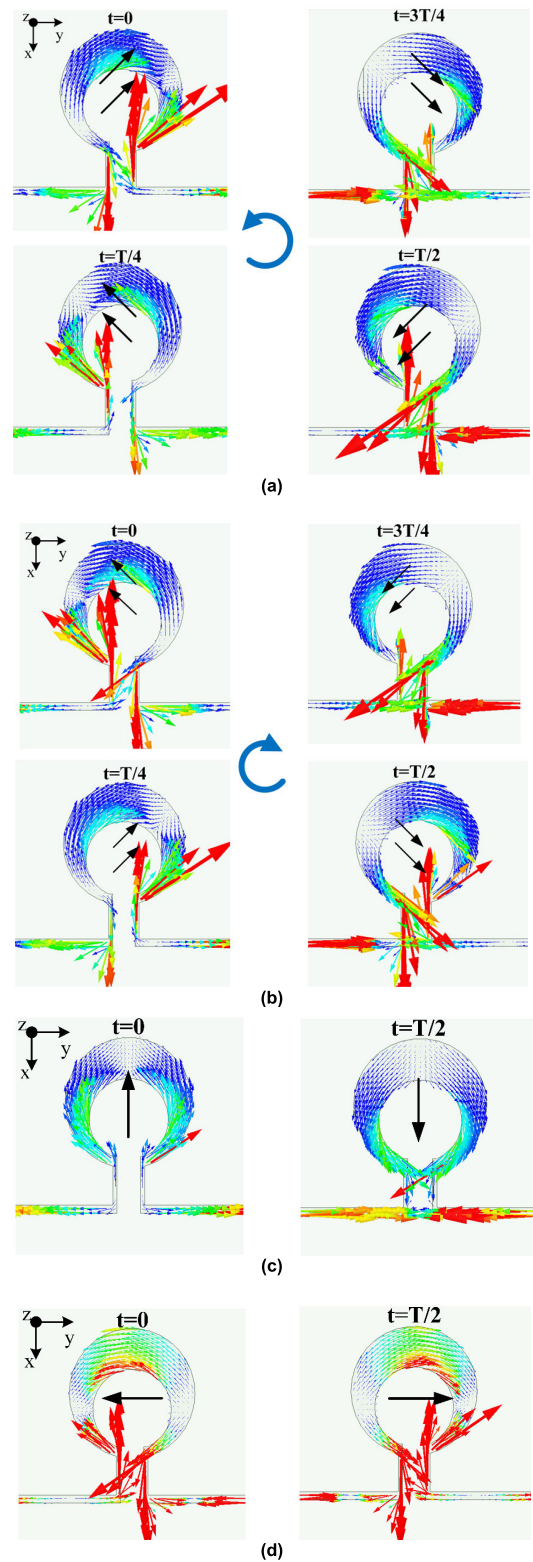 t=0
t=3T/4
z
y
x
t=T/4
t=T/2
(a)
t=0
t=3T/4
z
y
x
t=T/4
t=T/2
(b)
t=0
t=T/2
z
y
x
(c)
t=0
t=T/2
z
y
x
(d)